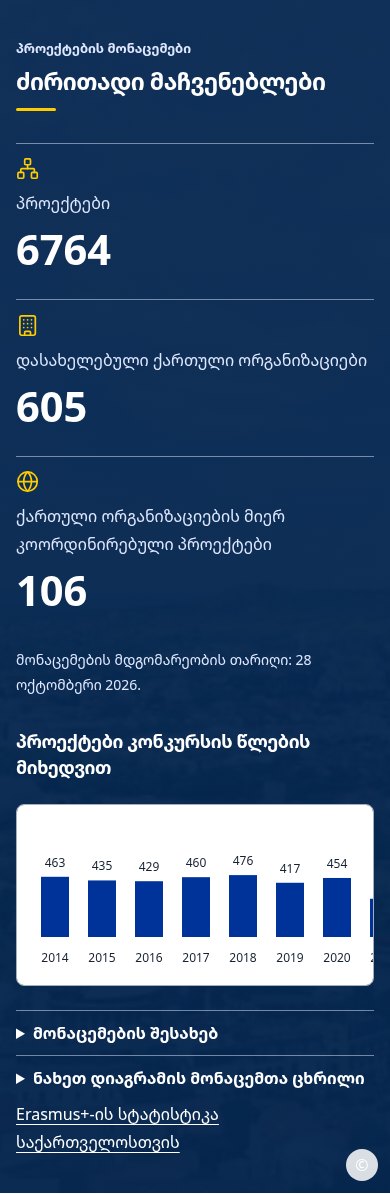 პროექტების მონაცემები
ძირითადი მაჩვენებლები
პროექტები
6764
დასახელებული ქართული ორგანიზაციები
605
ქართული ორგანიზაციების მიერ
კოორდინირებული პროექტები
106
მონაცემების მდგომარეობის თარიღი: 28
ოქტომბერი 2026.
პროექტები კონკურსის წლების
მიხედვით
463 435 429 460 476 417 454
2014 2015 2016 2017 2018 2019 2020
მონაცემების შესახებ
ნახეთ დიაგრამის მონაცემთა ცხრილი
Erasmus+-ის სტატისტიკა
საქართველოსთვის
©